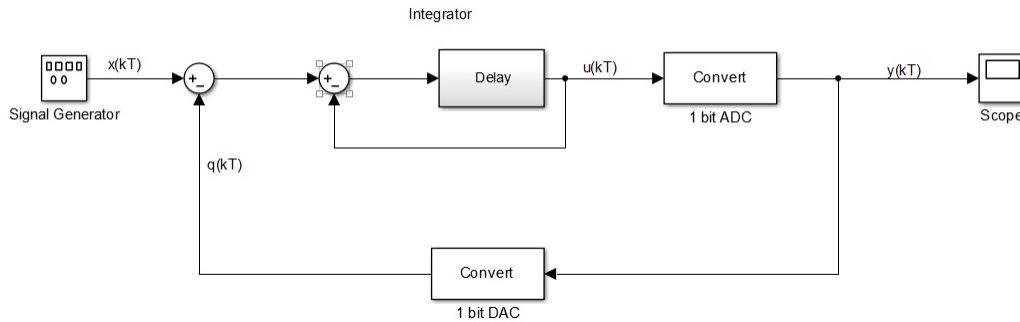 Integrator
x(kT)
+
−
+
−
Delay
u(kT)
Convert
y(kT)
Signal Generator
1 bit ADC
Scope
q(kT)
Convert
1 bit DAC